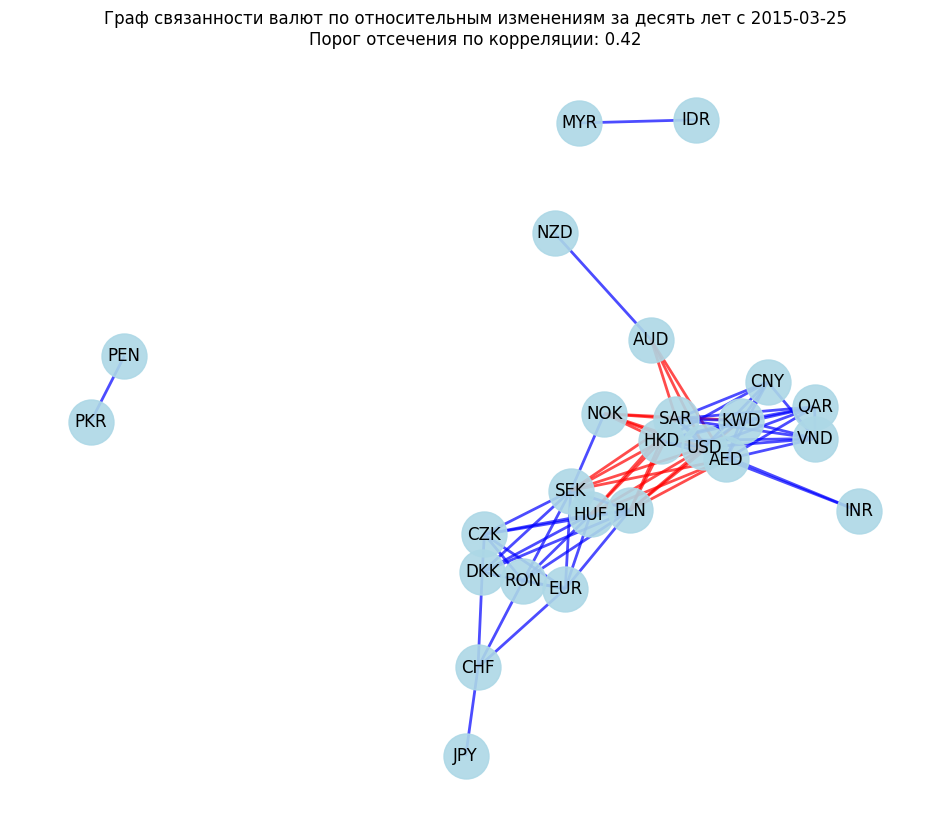 Граф связанности валют по относительным изменениям за десять лет с 2015-03-25
Порог отсечения по корреляции: 0.42
MYR
IDR
NZD
AUD
PEN
CNY
QAR
NOK
SAR
KWD
PKR
HKD
VND
USD
AED
SEK
HUF
PLN
INR
CZK
DKK
RON
EUR
CHF
JPY